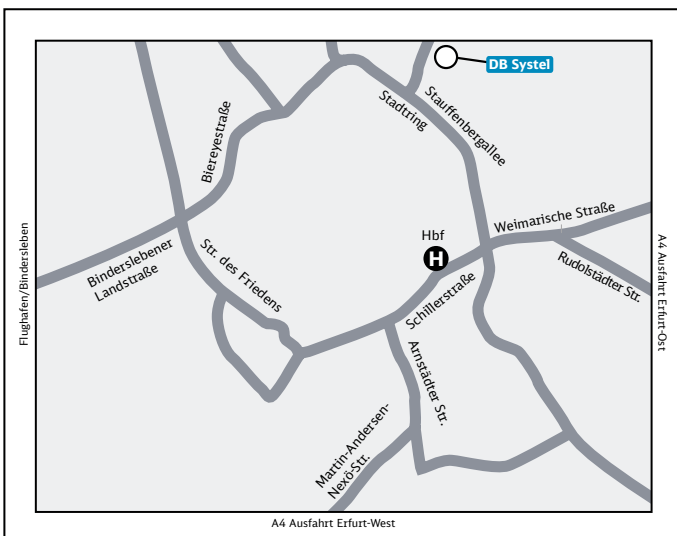 DB Systel
Stauffenbergallee
Stadtring
Biereyestraße
Flughafen/Bindersleben
Binderslebener
Landstraße
Str. des Friedens
Hbf
H
Weimarische Straße
Rudolstädter Str.
A4 Ausfahrt Erfurt-Ost
Schillerstraße
Arnstädter Str.
Martin-Andersen-
Nexö-Str.
A4 Ausfahrt Erfurt-West